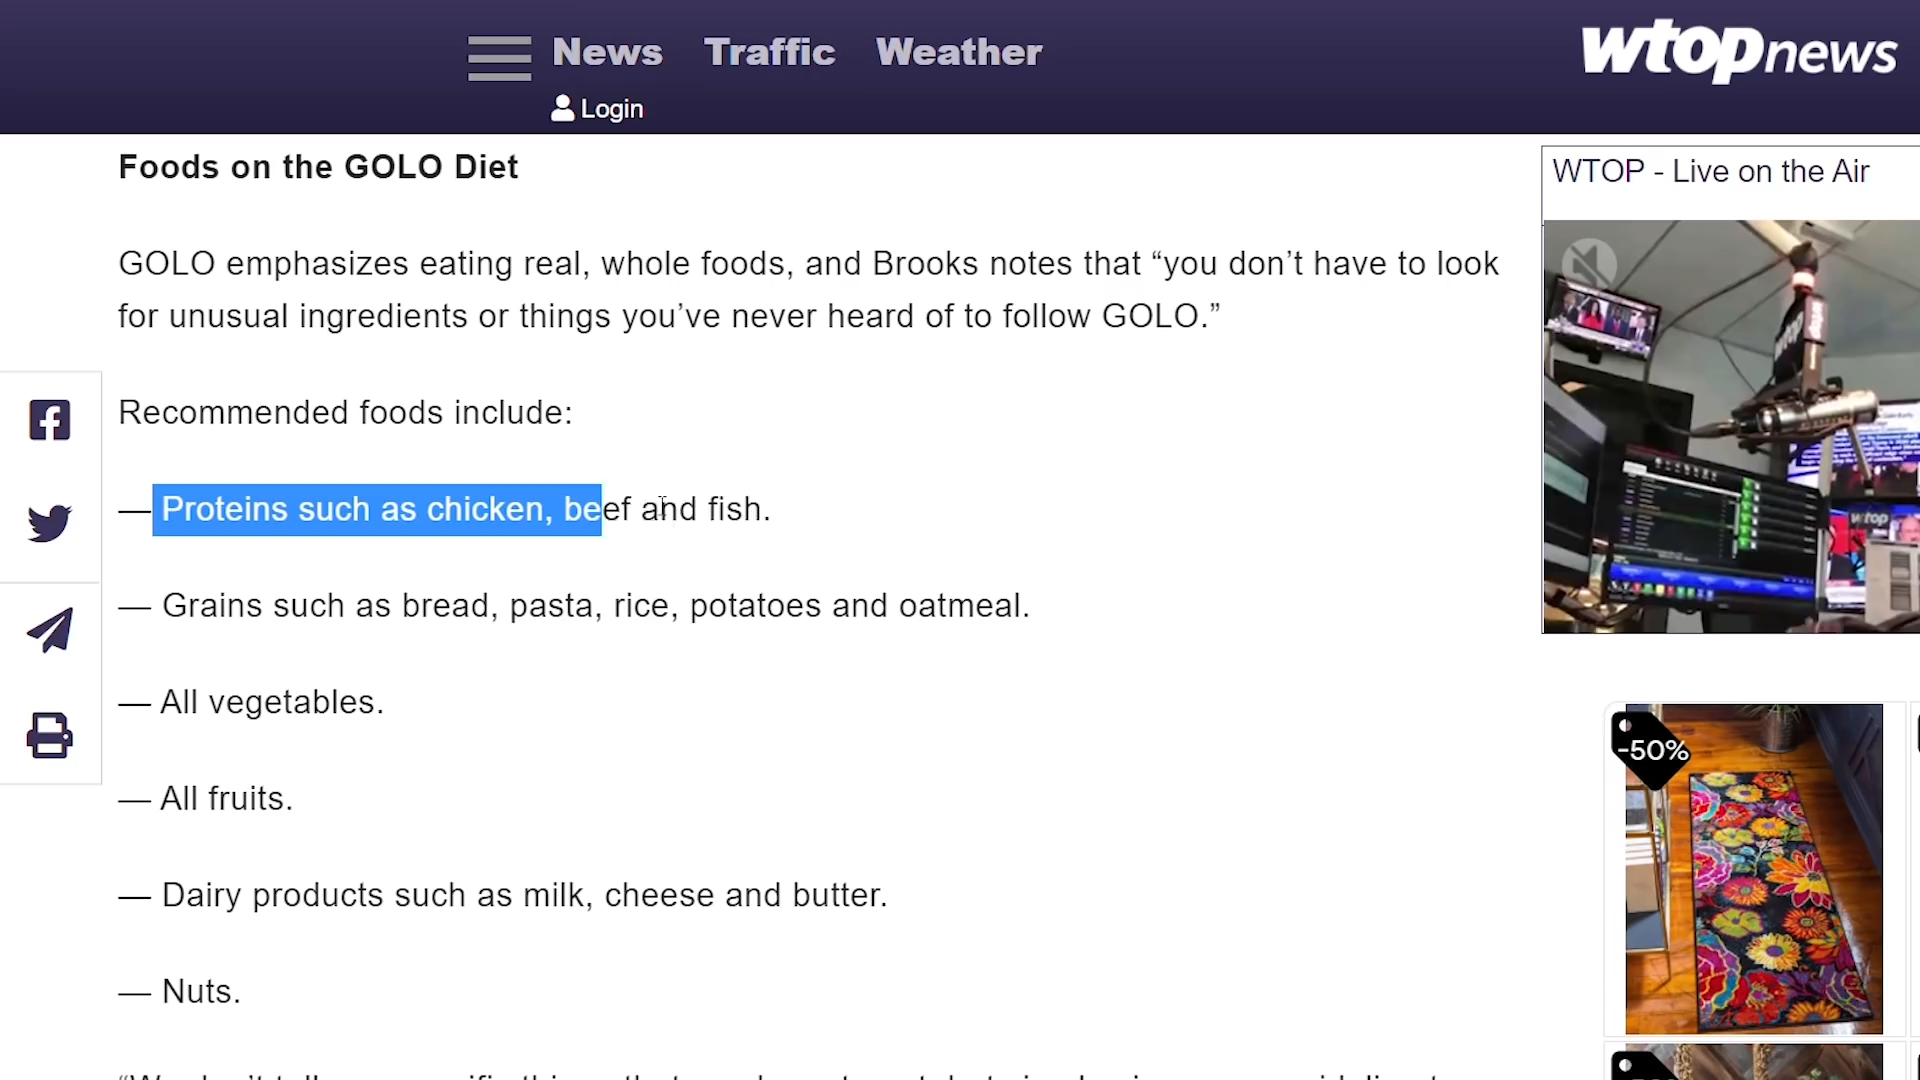 News Traffic Weather
wtopnews
Login
Foods on the GOLO Diet
GOLO emphasizes eating real, whole foods, and Brooks notes that “you don’t have to look
for unusual ingredients or things you’ve never heard of to follow GOLO.”
Recommended foods include:
— Proteins such as chicken, beef and fish.
— Grains such as bread, pasta, rice, potatoes and oatmeal.
— All vegetables.
— All fruits.
— Dairy products such as milk, cheese and butter.
— Nuts.
WTOP - Live on the Air
wtop
-50%